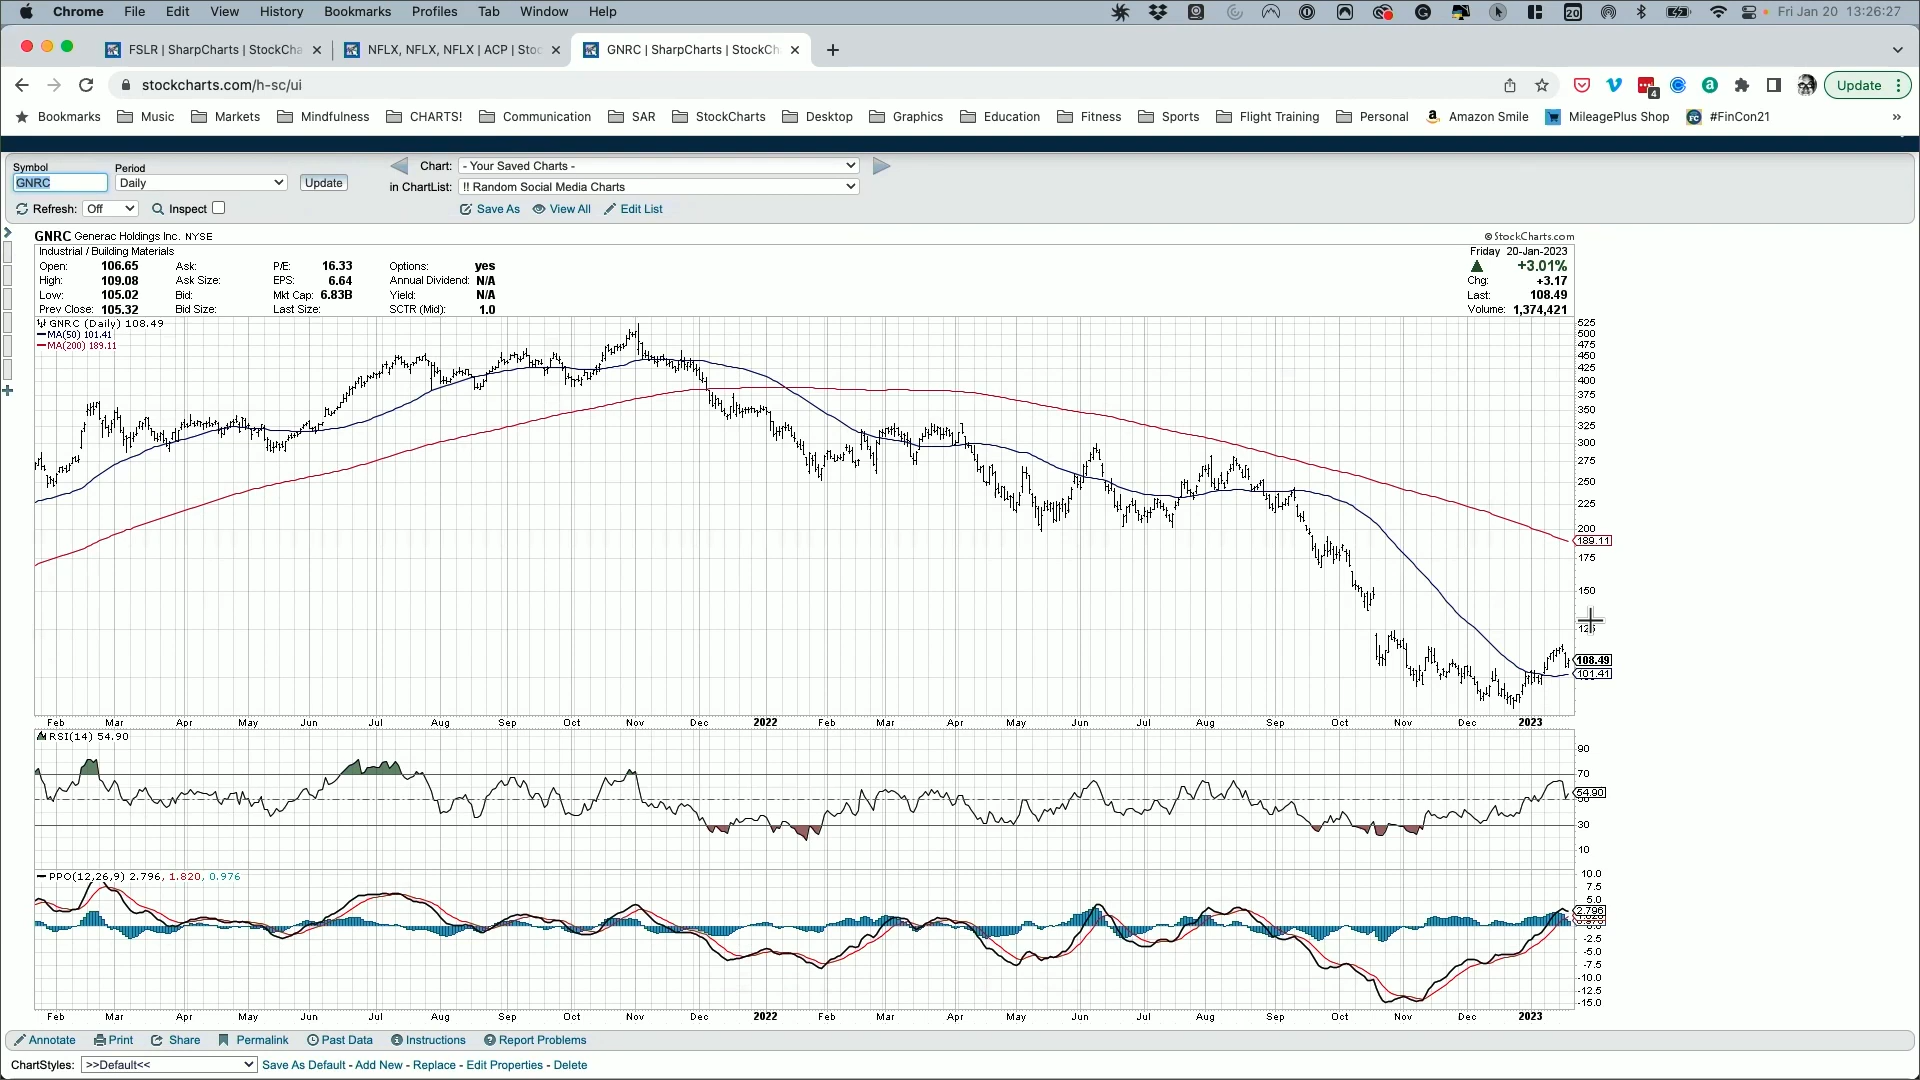 Chrome File Edit View History Bookmarks Profiles Tab Window Help 20 Fri Jan 20 13:26:27
FSLR | SharpCharts | StockCha NFLX, NFLX, NFLX | ACP | Stoc GNRC | SharpCharts | StockCh
stockcharts.com/h-sc/ui 4 Update
Bookmarks Music Markets Mindfulness CHARTS! Communication SAR StockCharts Desktop Graphics Education Fitness Sports Flight Training Personal Amazon Smile MileagePlus Shop #FinCon21 »
Symbol Period Chart: - Your Saved Charts -
GNRC Daily Update in ChartList: !! Random Social Media Charts
Refresh: Off Inspect Save As View All Edit List
GNRC Generac Holdings Inc. NYSE © StockCharts.com
Industrial / Building Materials Friday 20-Jan-2023
Open: 106.65 Ask: P/E: 16.33 Options: yes +3.01%
High: 109.08 Ask Size: EPS: 6.64 Annual Dividend: N/A Chg: +3.17
Low: 105.02 Bid: Mkt Cap: 6.83B Yield: N/A Last: 108.49
Prev Close: 105.32 Bid Size: Last Size: SCTR (Mid): 1.0 Volume: 1,374,421
GNRC (Daily) 108.49
MA(50) 101.41
MA(200) 189.11
525
500
475
450
425
400
375
350
325
300
275
250
225
200
189.11
175
150
108.49
101.41
Feb Mar Apr May Jun Jul Aug Sep Oct Nov Dec 2022 Feb Mar Apr May Jun Jul Aug Sep Oct Nov Dec 2023
RSI(14) 54.90
90
70
54.90
50
30
10
PPO(12,26,9) 2.796, 1.820, 0.976
10.0
7.5
5.0
2.796
-2.5
-5.0
-7.5
-10.0
-12.5
-15.0
Feb Mar Apr May Jun Jul Aug Sep Oct Nov Dec 2022 Feb Mar Apr May Jun Jul Aug Sep Oct Nov Dec 2023
Annotate Print Share Permalink Past Data Instructions Report Problems
ChartStyles: >>Default<< Save As Default - Add New - Replace - Edit Properties - Delete